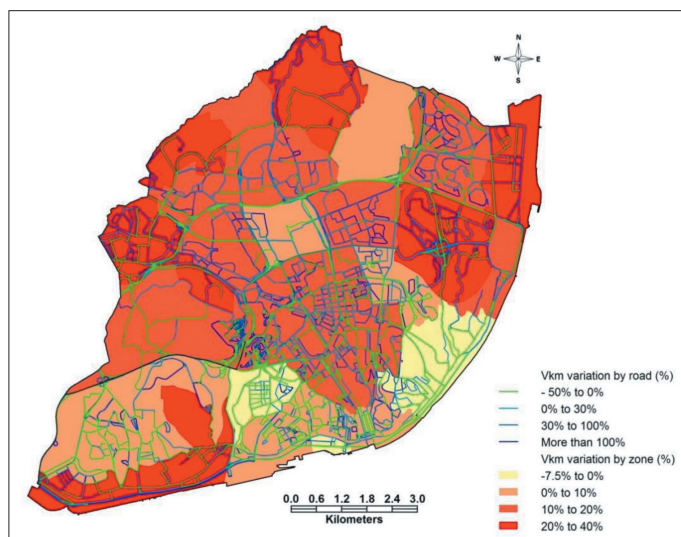 N
W E
S
Vkm variation by road (%)
- 50% to 0%
0% to 30%
30% to 100%
More than 100%
Vkm variation by zone (%)
-7.5% to 0%
0% to 10%
10% to 20%
20% to 40%
0.0 0.6 1.2 1.8 2.4 3.0
Kilometers